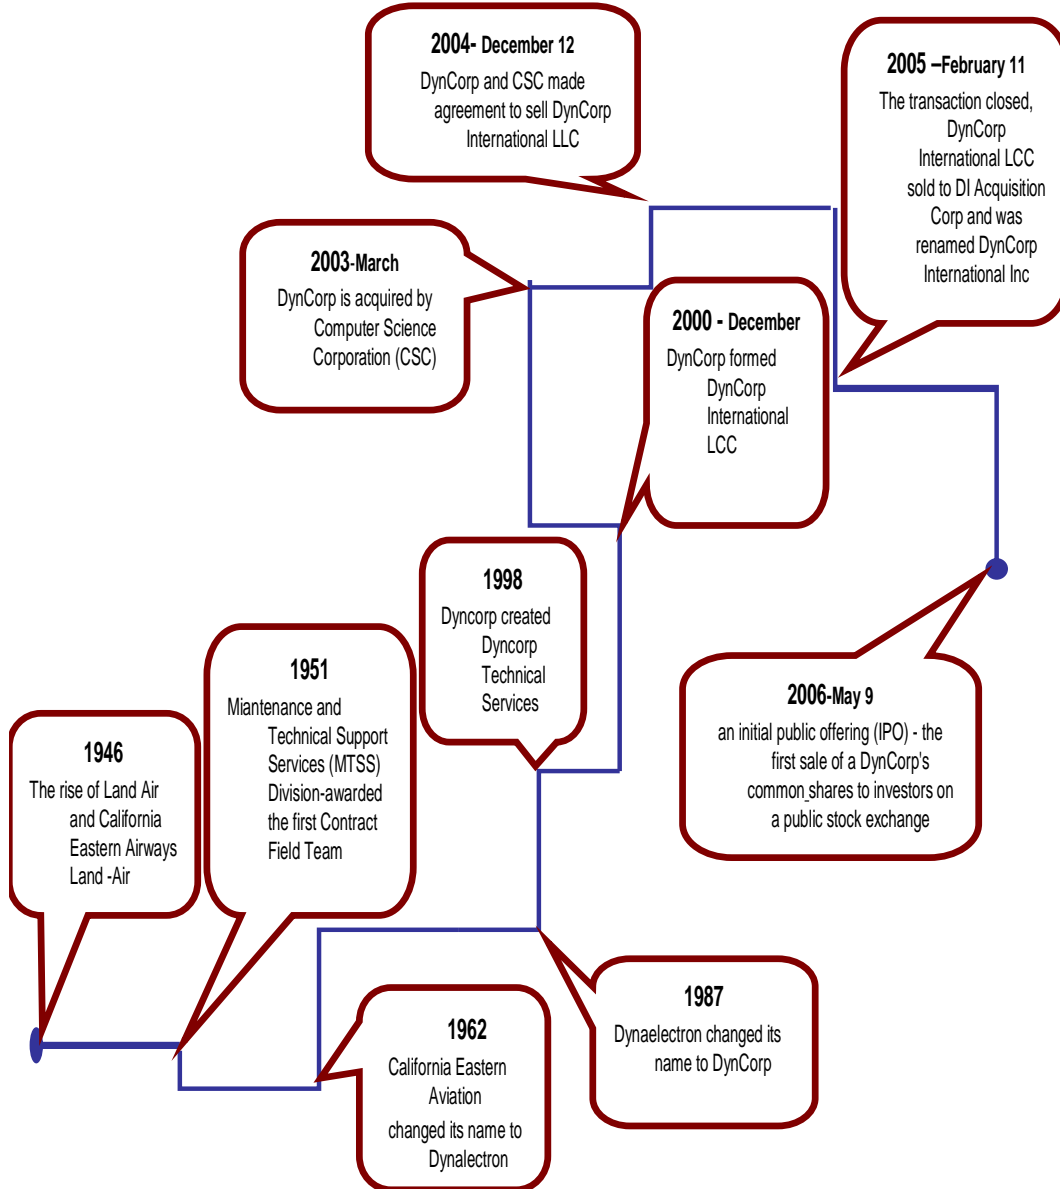 1946
The rise of Land Air
and California
Eastern Airways
Land -Air
1951
Miantenance and
Technical Support
Services (MTSS)
Division-awarded
the first Contract
Field Team
1962
California Eastern
Aviation
changed its name to
Dynalectron
1987
Dynaelectron changed its
name to DynCorp
1998
Dyncorp created
Dyncorp
Technical
Services
2000 - December
DynCorp formed
DynCorp
International
LCC
2003-March
DynCorp is acquired by
Computer Science
Corporation (CSC)
2004- December 12
DynCorp and CSC made
agreement to sell DynCorp
International LLC
2005 –February 11
The transaction closed,
DynCorp
International LCC
sold to DI Acquisition
Corp and was
renamed DynCorp
International Inc
2006-May 9
an initial public offering (IPO) - the
first sale of a DynCorp's
common shares to investors on
a public stock exchange